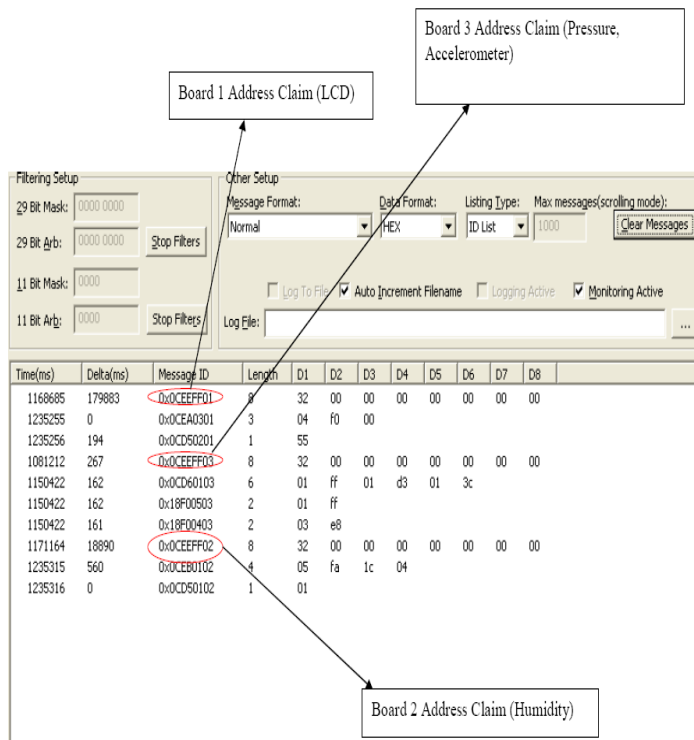 Board 3 Address Claim (Pressure,
Accelerometer)
Board 1 Address Claim (LCD)
Filtering Setup
29 Bit Mask: 0000 0000
29 Bit Arb: 0000 0000 Stop Filters
11 Bit Mask: 0000
11 Bit Arb: 0000 Stop Filters
Other Setup
Message Format: Data Format: Listing Type: Max messages(scrolling mode):
Normal HEX ID List 1000 Clear Messages
Log To File Auto Increment Filename Logging Active Monitoring Active
Log File: ...
Time(ms) Delta(ms) Message ID Length D1 D2 D3 D4 D5 D6 D7 D8
1168685 179883 0x0CEEFF01 8 32 00 00 00 00 00 00 00
1235255 0 0x0CEA0301 3 04 f0 00
1235256 194 0x0CD50201 1 55
1081212 267 0x0CEEFF03 8 32 00 00 00 00 00 00 00
1150422 162 0x0CD60103 6 01 ff 01 d3 01 3c
1150422 162 0x18F00503 2 01 ff
1150422 161 0x18F00403 2 03 e8
1171164 18890 0x0CEEFF02 8 32 00 00 00 00 00 00 00
1235315 560 0x0CEB0102 4 05 fa 1c 04
1235316 0 0x0CD50102 1 01
Board 2 Address Claim (Humidity)